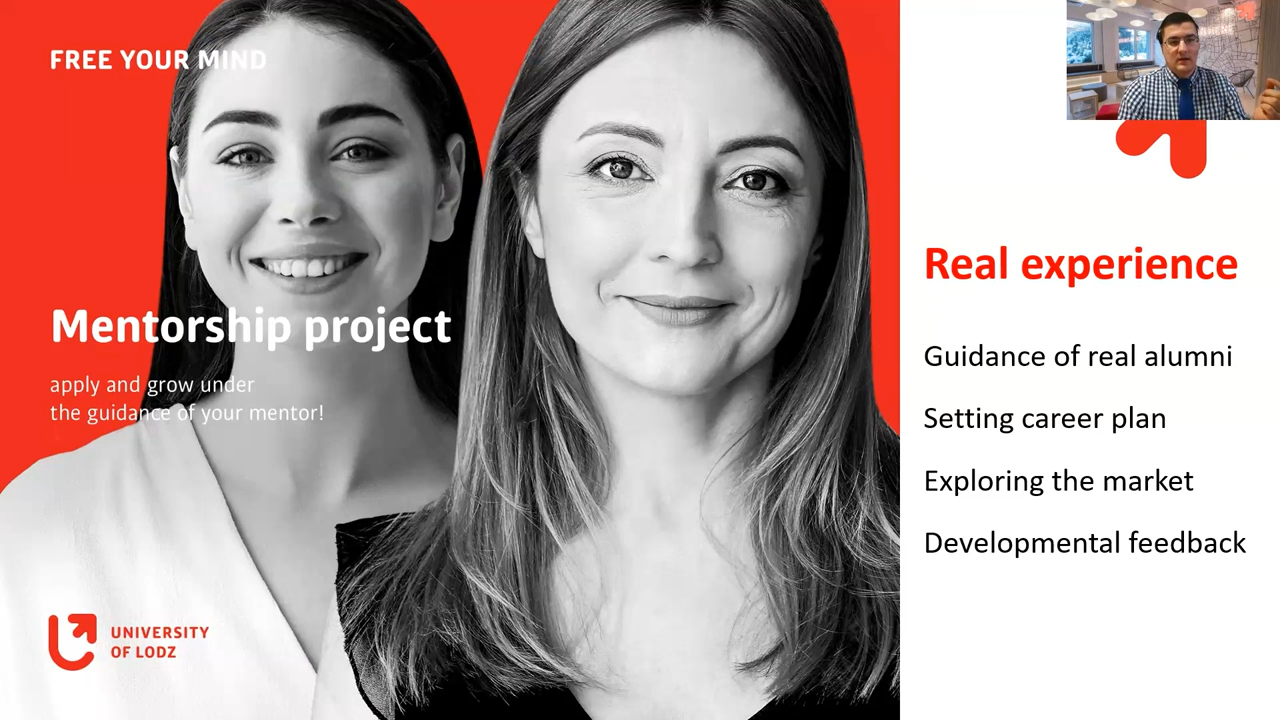 FREE YOUR MIND
Mentorship project
apply and grow under
the guidance of your mentor!
UNIVERSITY
OF LODZ
Real experience
Guidance of real alumni
Setting career plan
Exploring the market
Developmental feedback